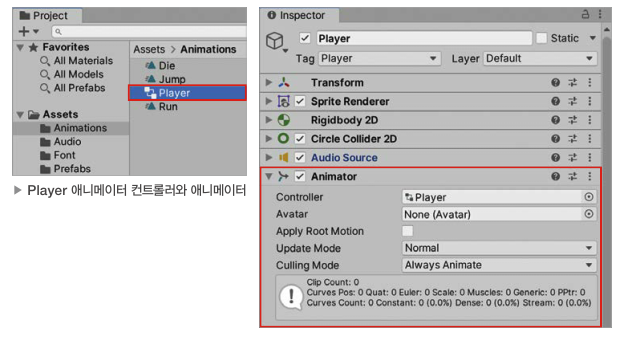 Project
Favorites
All Materials
All Models
All Prefabs
Assets
Animations
Audio
Font
Prefabs
Assets > Animations
Die
Jump
Player
Run
▶ Player 애니메이터 컨트롤러와 애니메이터
Inspector
Player
Static
Tag Player
Layer Default
Transform
Sprite Renderer
Rigidbody 2D
Circle Collider 2D
Audio Source
Animator
Controller Player
Avatar None (Avatar)
Apply Root Motion
Update Mode Normal
Culling Mode Always Animate
Clip Count: 0
Curves Pos: 0 Quat: 0 Euler: 0 Scale: 0 Muscles: 0 Generic: 0 PPtr: 0
Curves Count: 0 Constant: 0 (0.0%) Dense: 0 (0.0%) Stream: 0 (0.0%)